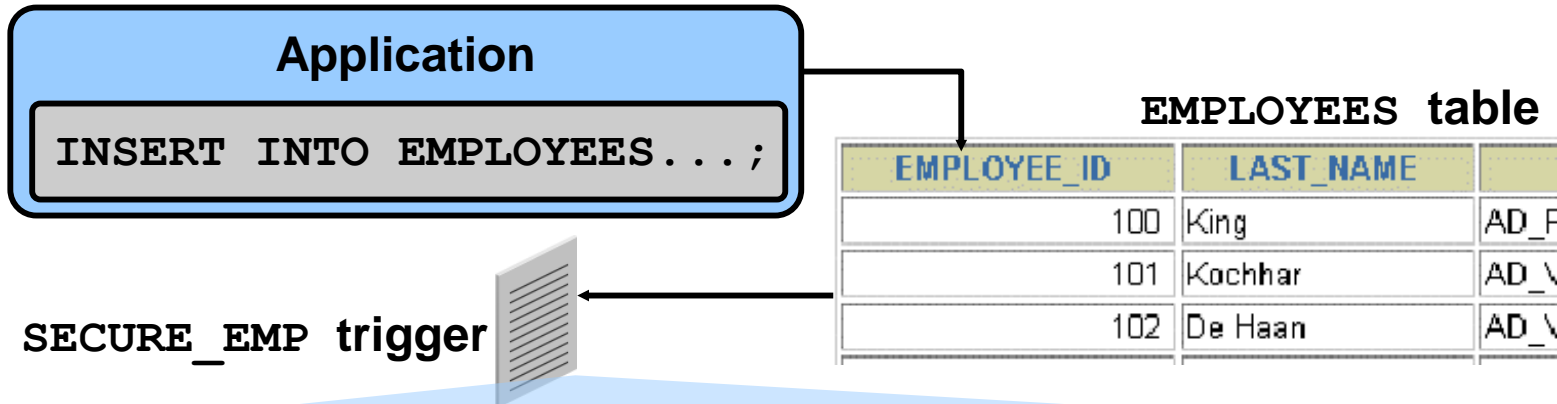 Application
INSERT INTO EMPLOYEES...;
EMPLOYEES table
EMPLOYEE_ID LAST_NAME
100 King
101 Kochhar
102 De Haan
SECURE_EMP trigger